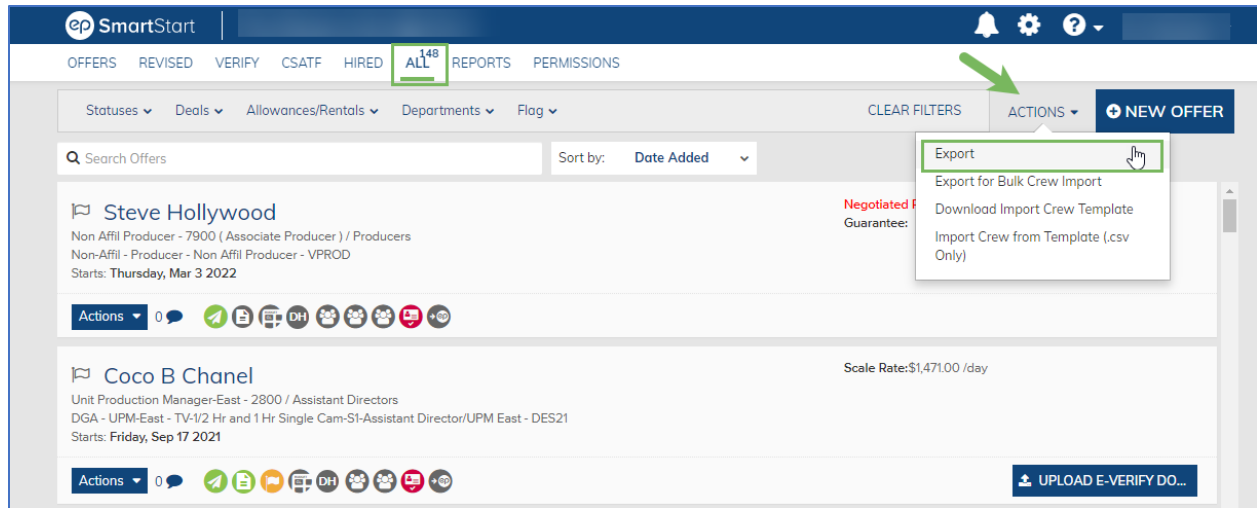 ep SmartStart
OFFERS REVISED VERIFY CSATF HIRED ALL 148 REPORTS PERMISSIONS
Statuses Deals Allowances/Rentals Departments Flag CLEAR FILTERS ACTIONS NEW OFFER
Search Offers Sort by: Date Added
Export
Export for Bulk Crew Import
Download Import Crew Template
Import Crew from Template (.csv
Only)
Steve Hollywood
Non Affil Producer - 7900 ( Associate Producer ) / Producers
Non-Affil - Producer - Non Affil Producer - VPROD
Starts: Thursday, Mar 3 2022
Negotiated
Guarantee:
Actions 0 DH ep
Coco B Chanel
Unit Production Manager-East - 2800 / Assistant Directors
DGA - UPM-East - TV-1/2 Hr and 1 Hr Single Cam-S1-Assistant Director/UPM East - DES21
Starts: Friday, Sep 17 2021
Scale Rate:$1,471.00 /day
Actions 0 DH ep
UPLOAD E-VERIFY DO...